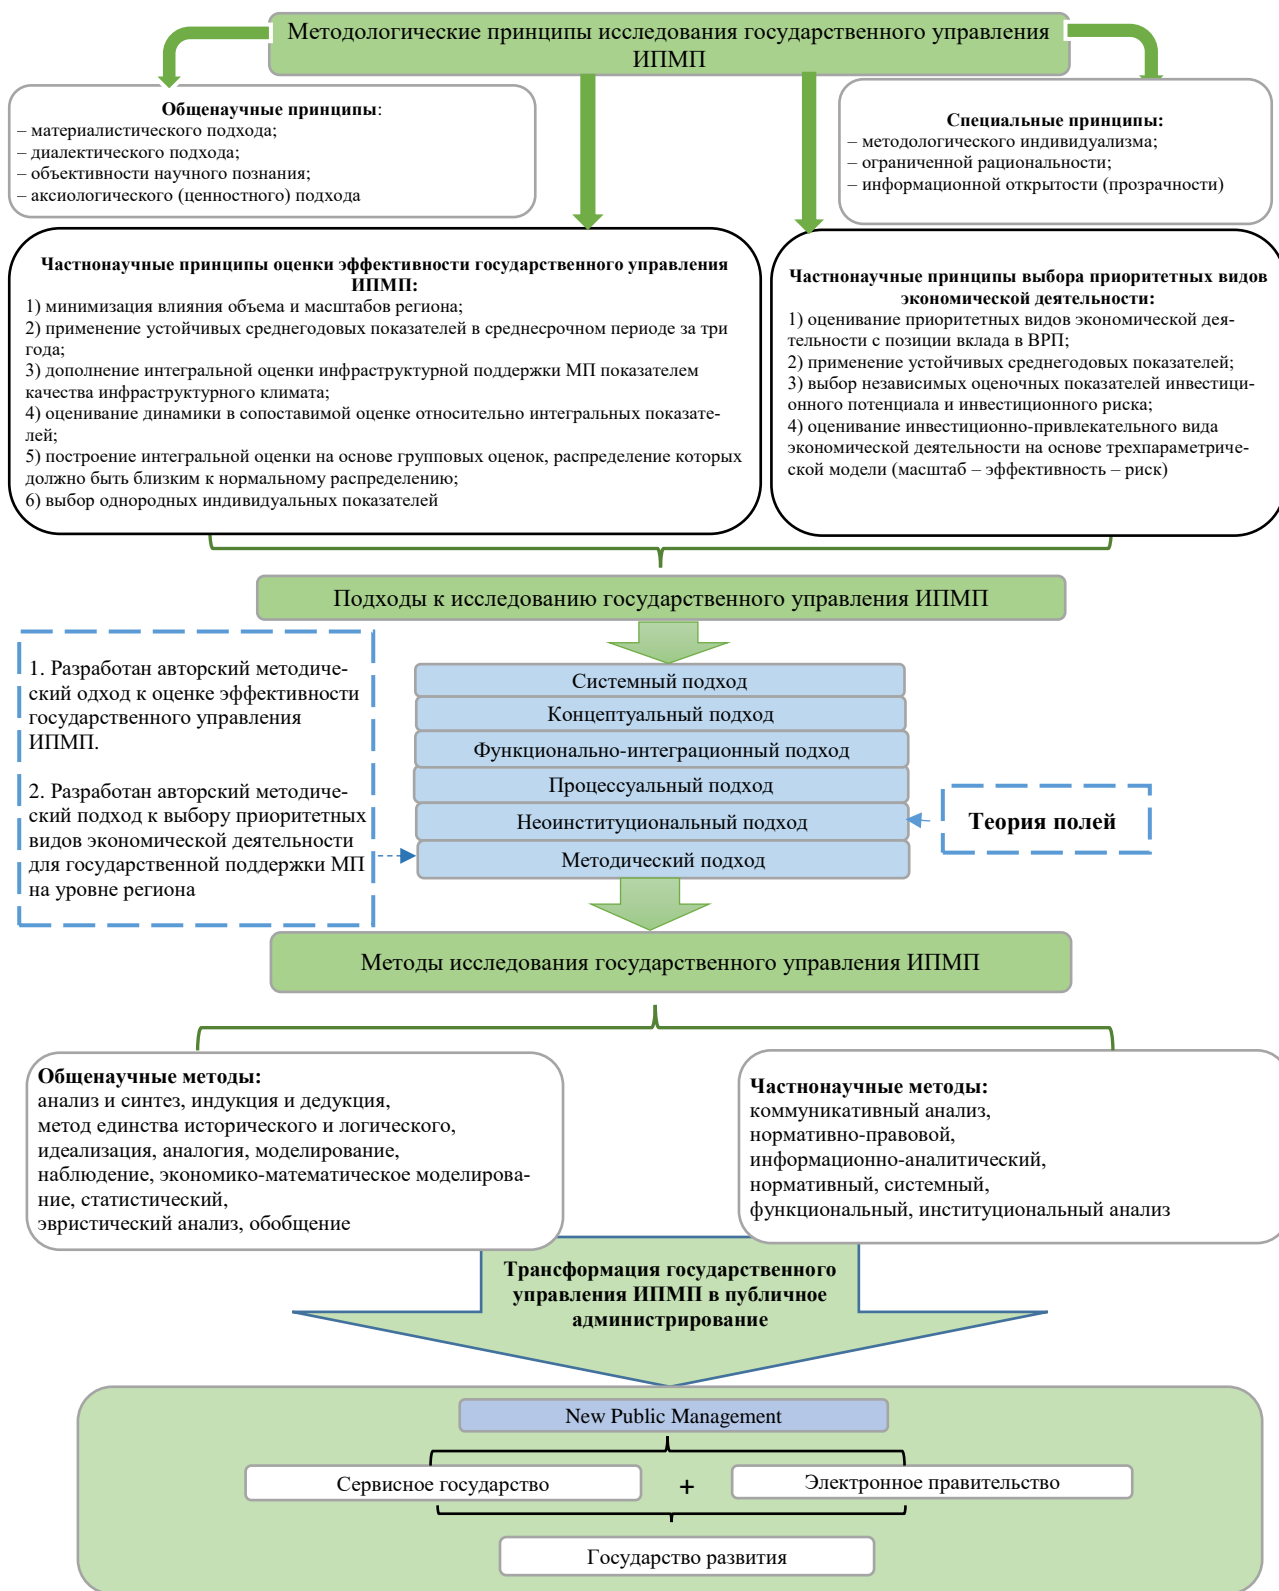 Методологические принципы исследования государственного управления
ИПМП
Общенаучные принципы:
– материалистического подхода;
– диалектического подхода;
– объективности научного познания;
– аксиологического (ценностного) подхода
Специальные принципы:
– методологического индивидуализма;
– ограниченной рациональности;
– информационной открытости (прозрачности)
Частнонаучные принципы оценки эффективности государственного управления
ИПМП:
1) минимизация влияния объема и масштабов региона;
2) применение устойчивых среднегодовых показателей в среднесрочном периоде за три
года;
3) дополнение интегральной оценки инфраструктурной поддержки МП показателем
качества инфраструктурного климата;
4) оценивание динамики в сопоставимой оценке относительно интегральных показате-
лей;
5) построение интегральной оценки на основе групповых оценок, распределение которых
должно быть близким к нормальному распределению;
6) выбор однородных индивидуальных показателей
Частнонаучные принципы выбора приоритетных видов
экономической деятельности:
1) оценивание приоритетных видов экономической дея-
тельности с позиции вклада в ВРП;
2) применение устойчивых среднегодовых показателей;
3) выбор независимых оценочных показателей инвестици-
онного потенциала и инвестиционного риска;
4) оценивание инвестиционно-привлекательного вида
экономической деятельности на основе трехпараметриче-
ской модели (масштаб – эффективность – риск)
Подходы к исследованию государственного управления ИПМП
1. Разработан авторский методиче-
ский одход к оценке эффективности
государственного управления
ИПМП.
2. Разработан авторский методиче-
ский подход к выбору приоритетных
видов экономической деятельности
для государственной поддержки МП
на уровне региона
Системный подход
Концептуальный подход
Функционально-интеграционный подход
Процессуальный подход
Неоинституциональный подход
Методический подход
Теория полей
Методы исследования государственного управления ИПМП
Общенаучные методы:
анализ и синтез, индукция и дедукция,
метод единства исторического и логического,
идеализация, аналогия, моделирование,
наблюдение, экономико-математическое моделирова-
ние, статистический,
эвристический анализ, обобщение
Частнонаучные методы:
коммуникативный анализ,
нормативно-правовой,
информационно-аналитический,
нормативный, системный,
функциональный, институциональный анализ
Трансформация государственного
управления ИПМП в публичное
администрирование
New Public Management
Сервисное государство
+
Электронное правительство
Государство развития